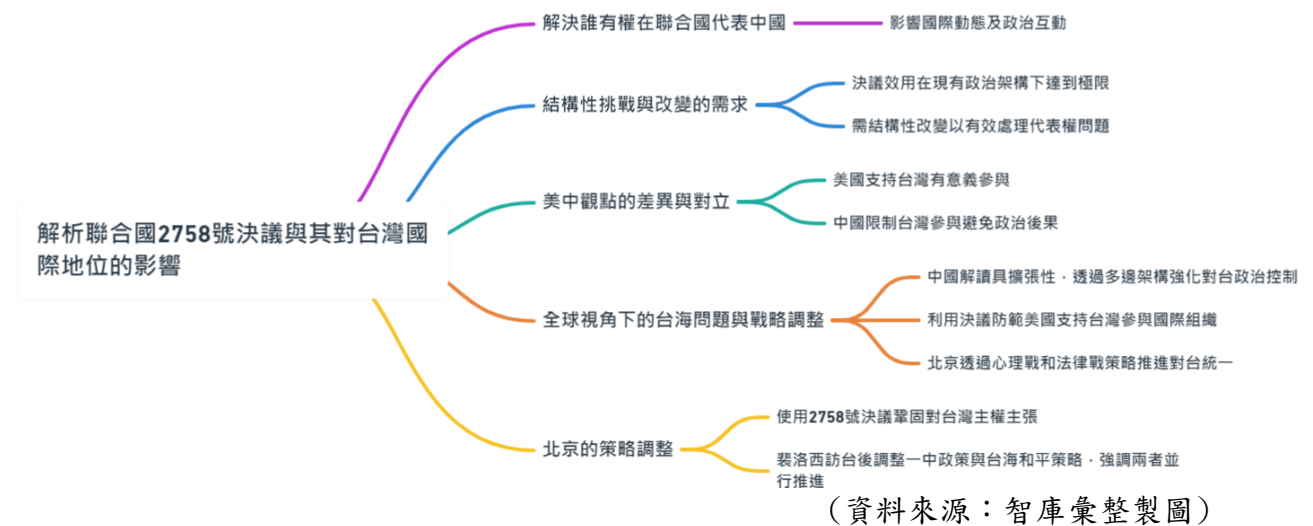 解決誰有權在聯合國代表中國
影響國際動態及政治互動
結構性挑戰與改變的需求
決議效用在現有政治架構下達到極限
需結構性改變以有效處理代表權問題
美中觀點的差異與對立
美國支持台灣有意義參與
中國限制台灣參與避免政治後果
解析聯合國2758號決議與其對台灣國
際地位的影響
全球視角下的台海問題與戰略調整
中國解讀具擴張性，透過多邊架構強化對台政治控制
利用決議防範美國支持台灣參與國際組織
北京透過心理戰和法律戰策略推進對台統一
北京的策略調整
使用2758號決議鞏固對台灣主權主張
裴洛西訪台後調整一中政策與台海和平策略，強調兩者並
行推進
（資料來源：智庫彙整製圖）